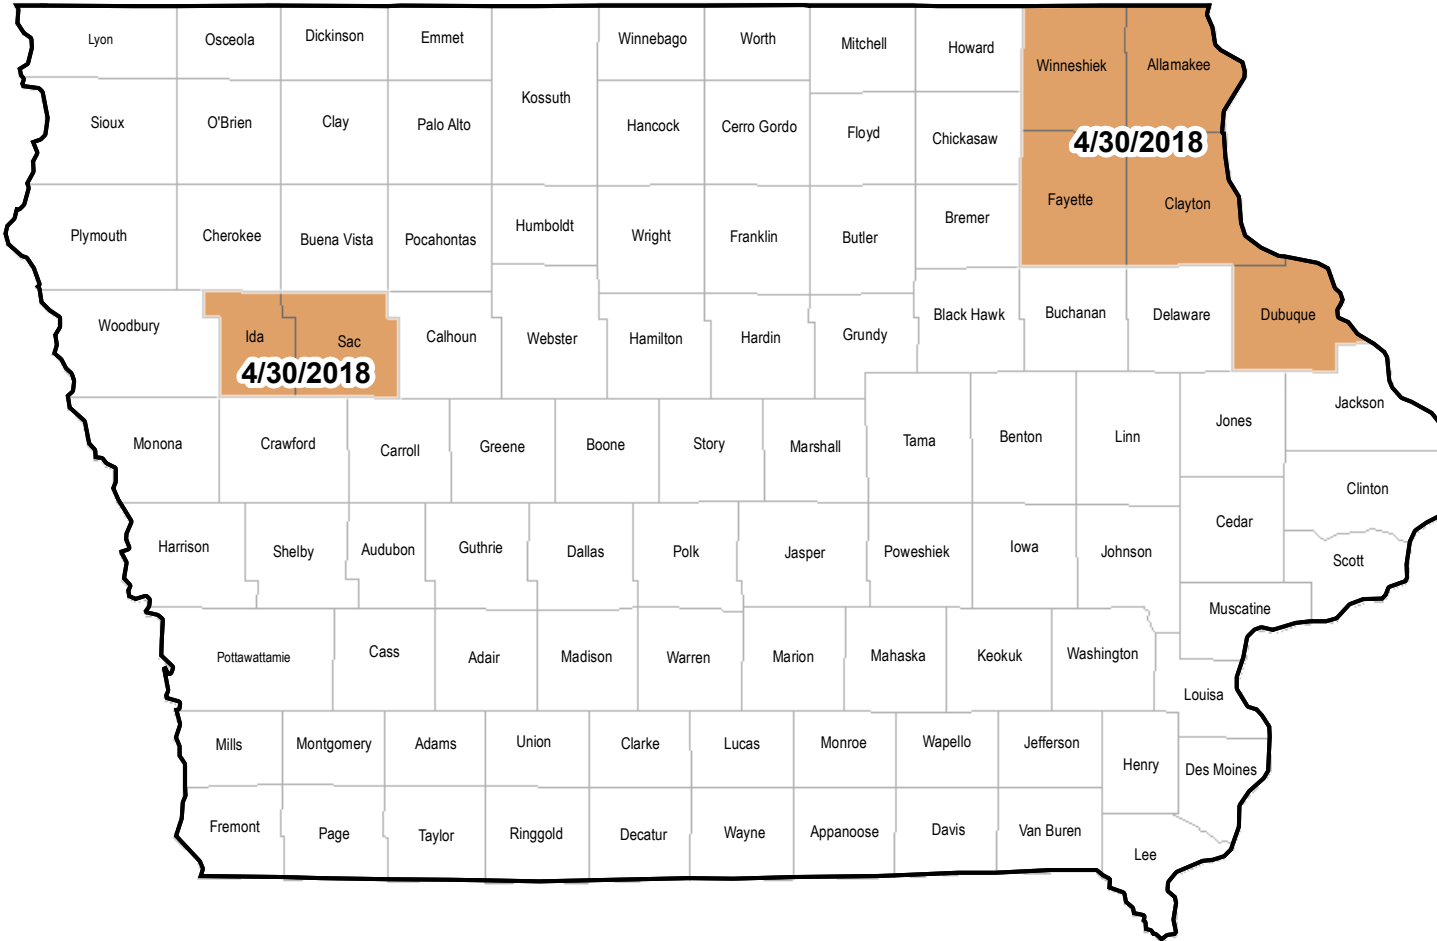 Lyon
Osceola
Dickinson
Emmet
Winnebago
Worth
Mitchell
Howard
Winneshiek
Allamakee
Kossuth
Sioux
O'Brien
Clay
Palo Alto
Hancock
Cerro Gordo
Floyd
Chickasaw
4/30/2018
Fayette
Clayton
Plymouth
Cherokee
Buena Vista
Pocahontas
Humboldt
Wright
Franklin
Butler
Bremer
Woodbury
Ida
Sac
4/30/2018
Calhoun
Webster
Hamilton
Hardin
Grundy
Black Hawk
Buchanan
Delaware
Dubuque
Jackson
Monona
Crawford
Carroll
Greene
Boone
Story
Marshall
Tama
Benton
Linn
Jones
Clinton
Harrison
Shelby
Audubon
Guthrie
Dallas
Polk
Jasper
Poweshiek
Iowa
Johnson
Cedar
Scott
Muscatine
Pottawattamie
Cass
Adair
Madison
Warren
Marion
Mahaska
Keokuk
Washington
Louisa
Mills
Montgomery
Adams
Union
Clarke
Lucas
Monroe
Wapello
Jefferson
Henry
Des Moines
Fremont
Page
Taylor
Ringgold
Decatur
Wayne
Appanoose
Davis
Van Buren
Lee